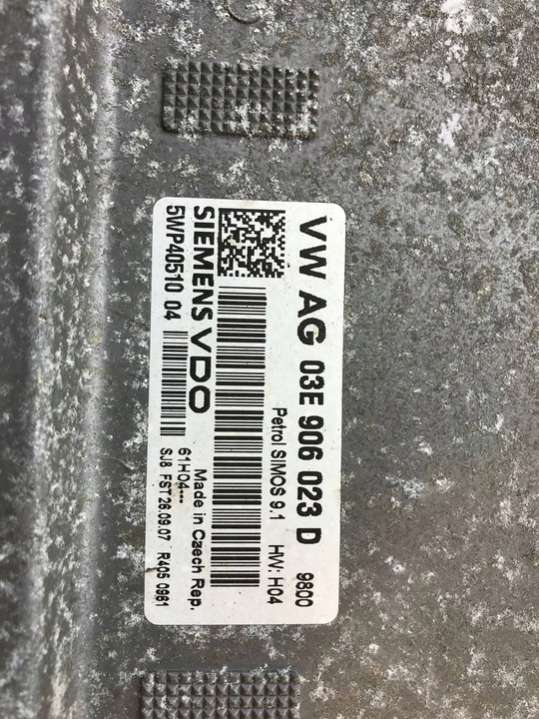 VW AG 03E 906 023 D 9800
Petrol SIMOS 9.1 HW: H04
SIEMENS VDO Made in Czech Rep.
61H04---
5WP40510 04 SJ8 FST 26.09.07 R405 0981